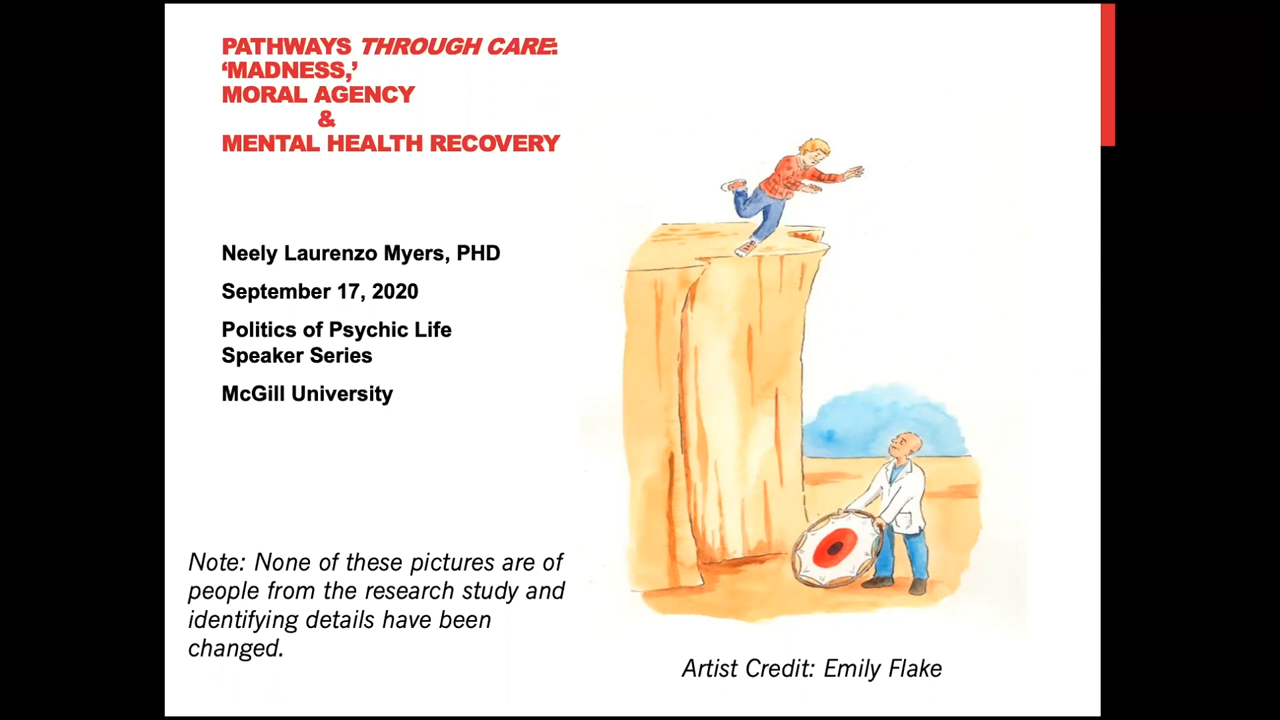 PATHWAYS THROUGH CARE:
‘MADNESS,’
MORAL AGENCY
&
MENTAL HEALTH RECOVERY
Neely Laurenzo Myers, PHD
September 17, 2020
Politics of Psychic Life
Speaker Series
McGill University
Note: None of these pictures are of
people from the research study and
identifying details have been
changed.
Artist Credit: Emily Flake